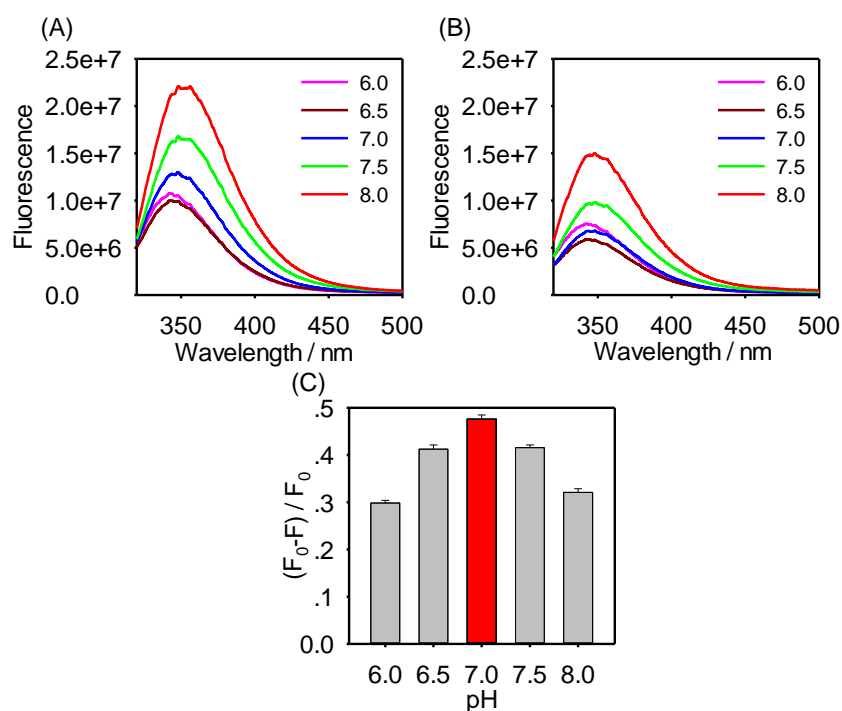 (A)
Fluorescence
2.5e+7
2.0e+7
1.5e+7
1.0e+7
5.0e+6
0.0
6.0
6.5
7.0
7.5
8.0
350 400 450 500
Wavelength / nm
(B)
Fluorescence
2.5e+7
2.0e+7
1.5e+7
1.0e+7
5.0e+6
0.0
6.0
6.5
7.0
7.5
8.0
350 400 450 500
Wavelength / nm
(C)
(F₀-F) / F₀
.5
.4
.3
.2
.1
0.0
6.0 6.5 7.0 7.5 8.0
pH